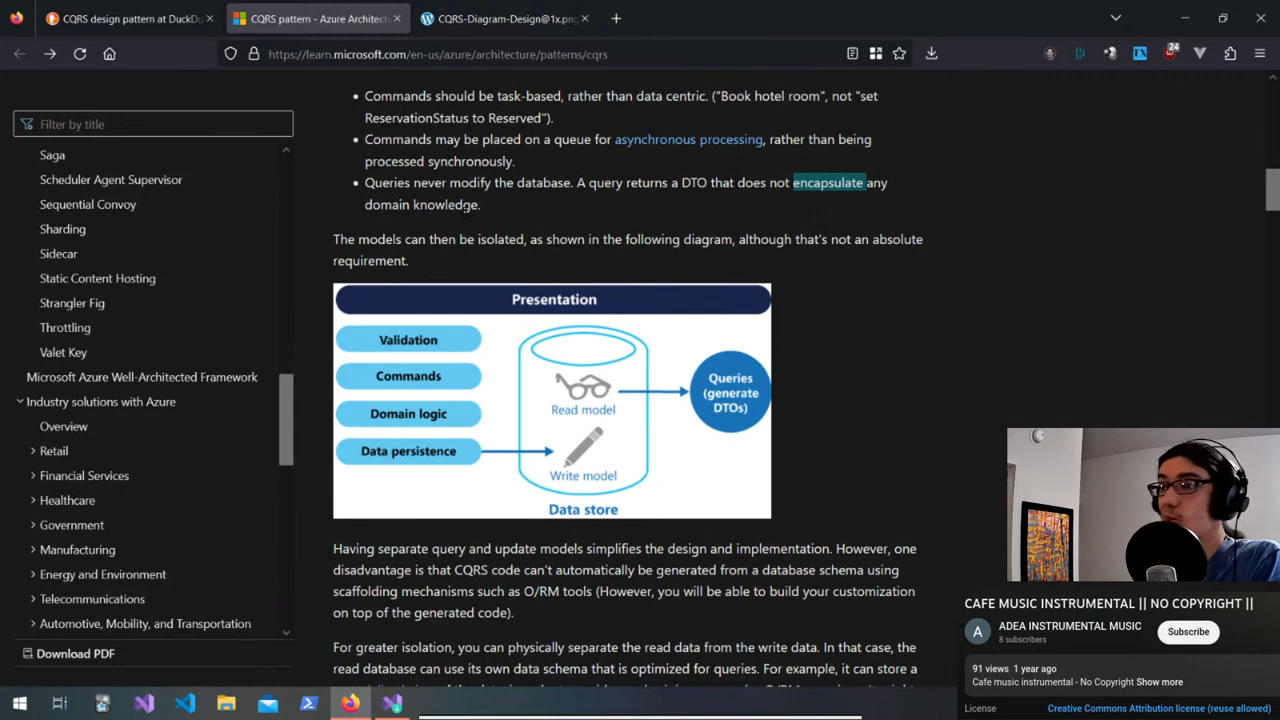 CQRS design pattern at DuckDu
CQRS pattern - Azure Architect
CQRS-Diagram-Design@1x.png
https://learn.microsoft.com/en-us/azure/architecture/patterns/cqrs
24
Filter by title
Saga
Scheduler Agent Supervisor
Sequential Convoy
Sharding
Sidecar
Static Content Hosting
Strangler Fig
Throttling
Valet Key
Microsoft Azure Well-Architected Framework
Industry solutions with Azure
Overview
Retail
Financial Services
Healthcare
Government
Manufacturing
Energy and Environment
Telecommunications
Automotive, Mobility, and Transportation
Download PDF
Commands should be task-based, rather than data centric. ("Book hotel room", not "set
ReservationStatus to Reserved").
Commands may be placed on a queue for asynchronous processing, rather than being
processed synchronously.
Queries never modify the database. A query returns a DTO that does not encapsulate any
domain knowledge.
The models can then be isolated, as shown in the following diagram, although that's not an absolute
requirement.
Presentation
Validation
Commands
Domain logic
Data persistence
Read model
Write model
Data store
Queries
(generate
DTOs)
Having separate query and update models simplifies the design and implementation. However, one
disadvantage is that CQRS code can't automatically be generated from a database schema using
scaffolding mechanisms such as O/RM tools (However, you will be able to build your customization
on top of the generated code).
For greater isolation, you can physically separate the read data from the write data. In that case, the
read database can use its own data schema that is optimized for queries. For example, it can store a
CAFE MUSIC INSTRUMENTAL || NO COPYRIGHT ||
A
ADEA INSTRUMENTAL MUSIC
8 subscribers
Subscribe
91 views 1 year ago
Cafe music instrumental - No Copyright Show more
License
Creative Commons Attribution license (reuse allowed)